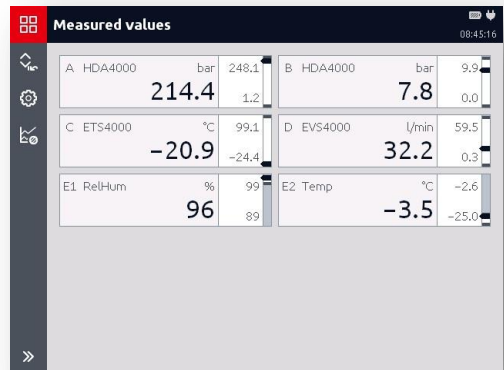 Measured values
08:45:16
A HDA4000 bar 248.1
214.4 1.2
B HDA4000 bar 9.9
7.8 0.0
C ETS4000 °C 99.1
−20.9 −24.4
D EVS4000 l/min 59.5
32.2 0.3
E1 RelHum % 99
96 89
E2 Temp °C −2.6
−3.5 −25.0